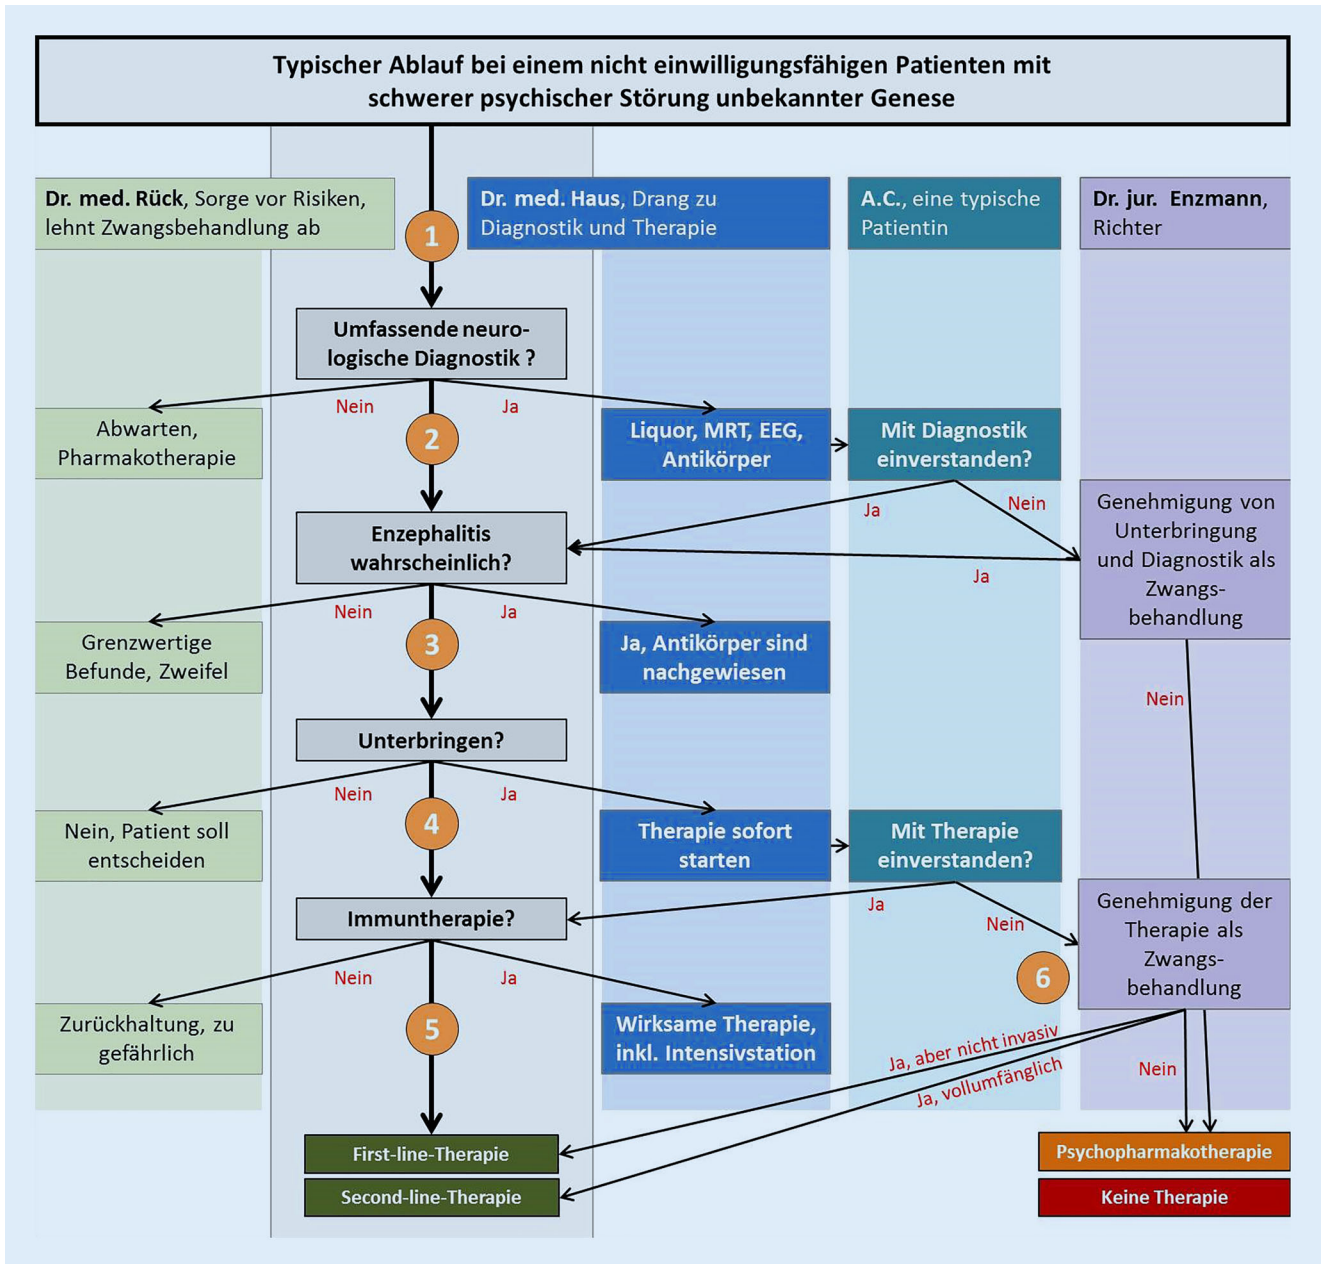 Typischer Ablauf bei einem nicht einwilligungsfähigen Patienten mit
schwerer psychischer Störung unbekannter Genese
Dr. med. Rück, Sorge vor Risiken,
lehnt Zwangsbehandlung ab
1
Dr. med. Haus, Drang zu
Diagnostik und Therapie
A.C., eine typische
Patientin
Dr. jur. Enzmann,
Richter
Umfassende neuro-
logische Diagnostik ?
Nein
Ja
Abwarten,
Pharmakotherapie
2
Liquor, MRT, EEG,
Antikörper
Mit Diagnostik
einverstanden?
Ja
Nein
Genehmigung von
Unterbringung
und Diagnostik als
Zwangs-
behandlung
Ja
Enzephalitis
wahrscheinlich?
Nein
Ja
Grenzwertige
Befunde, Zweifel
3
Ja, Antikörper sind
nachgewiesen
Nein
Unterbringen?
Nein
Ja
Nein, Patient soll
entscheiden
4
Therapie sofort
starten
Mit Therapie
einverstanden?
Ja
Nein
Genehmigung der
Therapie als
Zwangs-
behandlung
6
Immuntherapie?
Nein
Ja
Zurückhaltung, zu
gefährlich
5
Wirksame Therapie,
inkl. Intensivstation
Ja, aber nicht invasiv
Ja, vollumfänglich
Nein
First-line-Therapie
Second-line-Therapie
Psychopharmakotherapie
Keine Therapie